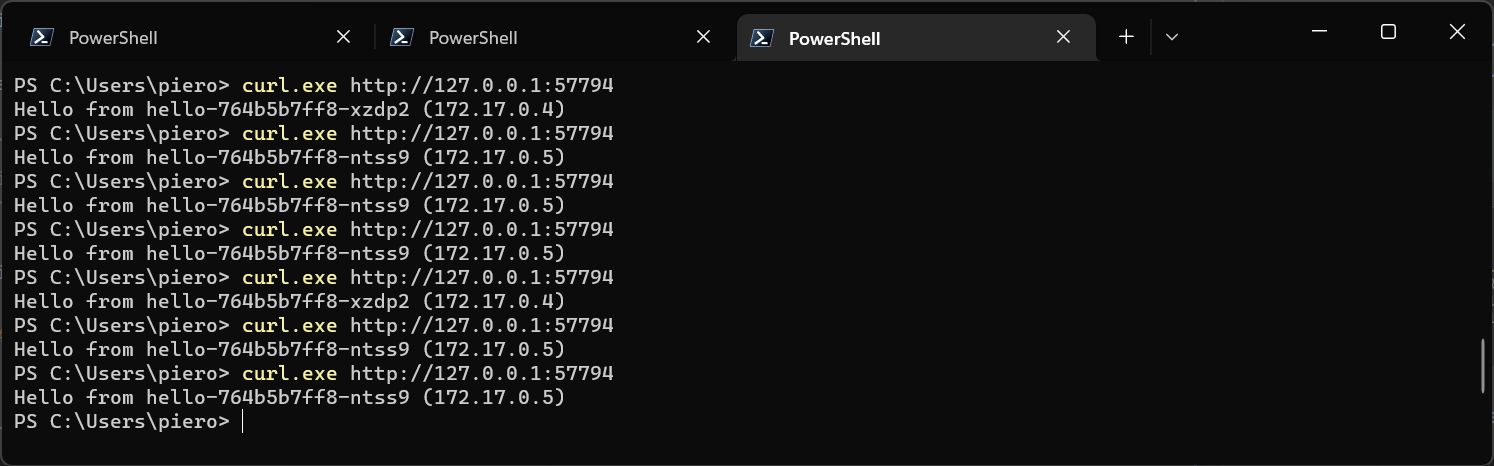 PowerShell
PowerShell
PowerShell
PS C:\Users\piero> curl.exe http://127.0.0.1:57794
Hello from hello-764b5b7ff8-xzdp2 (172.17.0.4)
PS C:\Users\piero> curl.exe http://127.0.0.1:57794
Hello from hello-764b5b7ff8-ntss9 (172.17.0.5)
PS C:\Users\piero> curl.exe http://127.0.0.1:57794
Hello from hello-764b5b7ff8-ntss9 (172.17.0.5)
PS C:\Users\piero> curl.exe http://127.0.0.1:57794
Hello from hello-764b5b7ff8-ntss9 (172.17.0.5)
PS C:\Users\piero> curl.exe http://127.0.0.1:57794
Hello from hello-764b5b7ff8-xzdp2 (172.17.0.4)
PS C:\Users\piero> curl.exe http://127.0.0.1:57794
Hello from hello-764b5b7ff8-ntss9 (172.17.0.5)
PS C:\Users\piero> curl.exe http://127.0.0.1:57794
Hello from hello-764b5b7ff8-ntss9 (172.17.0.5)
PS C:\Users\piero>